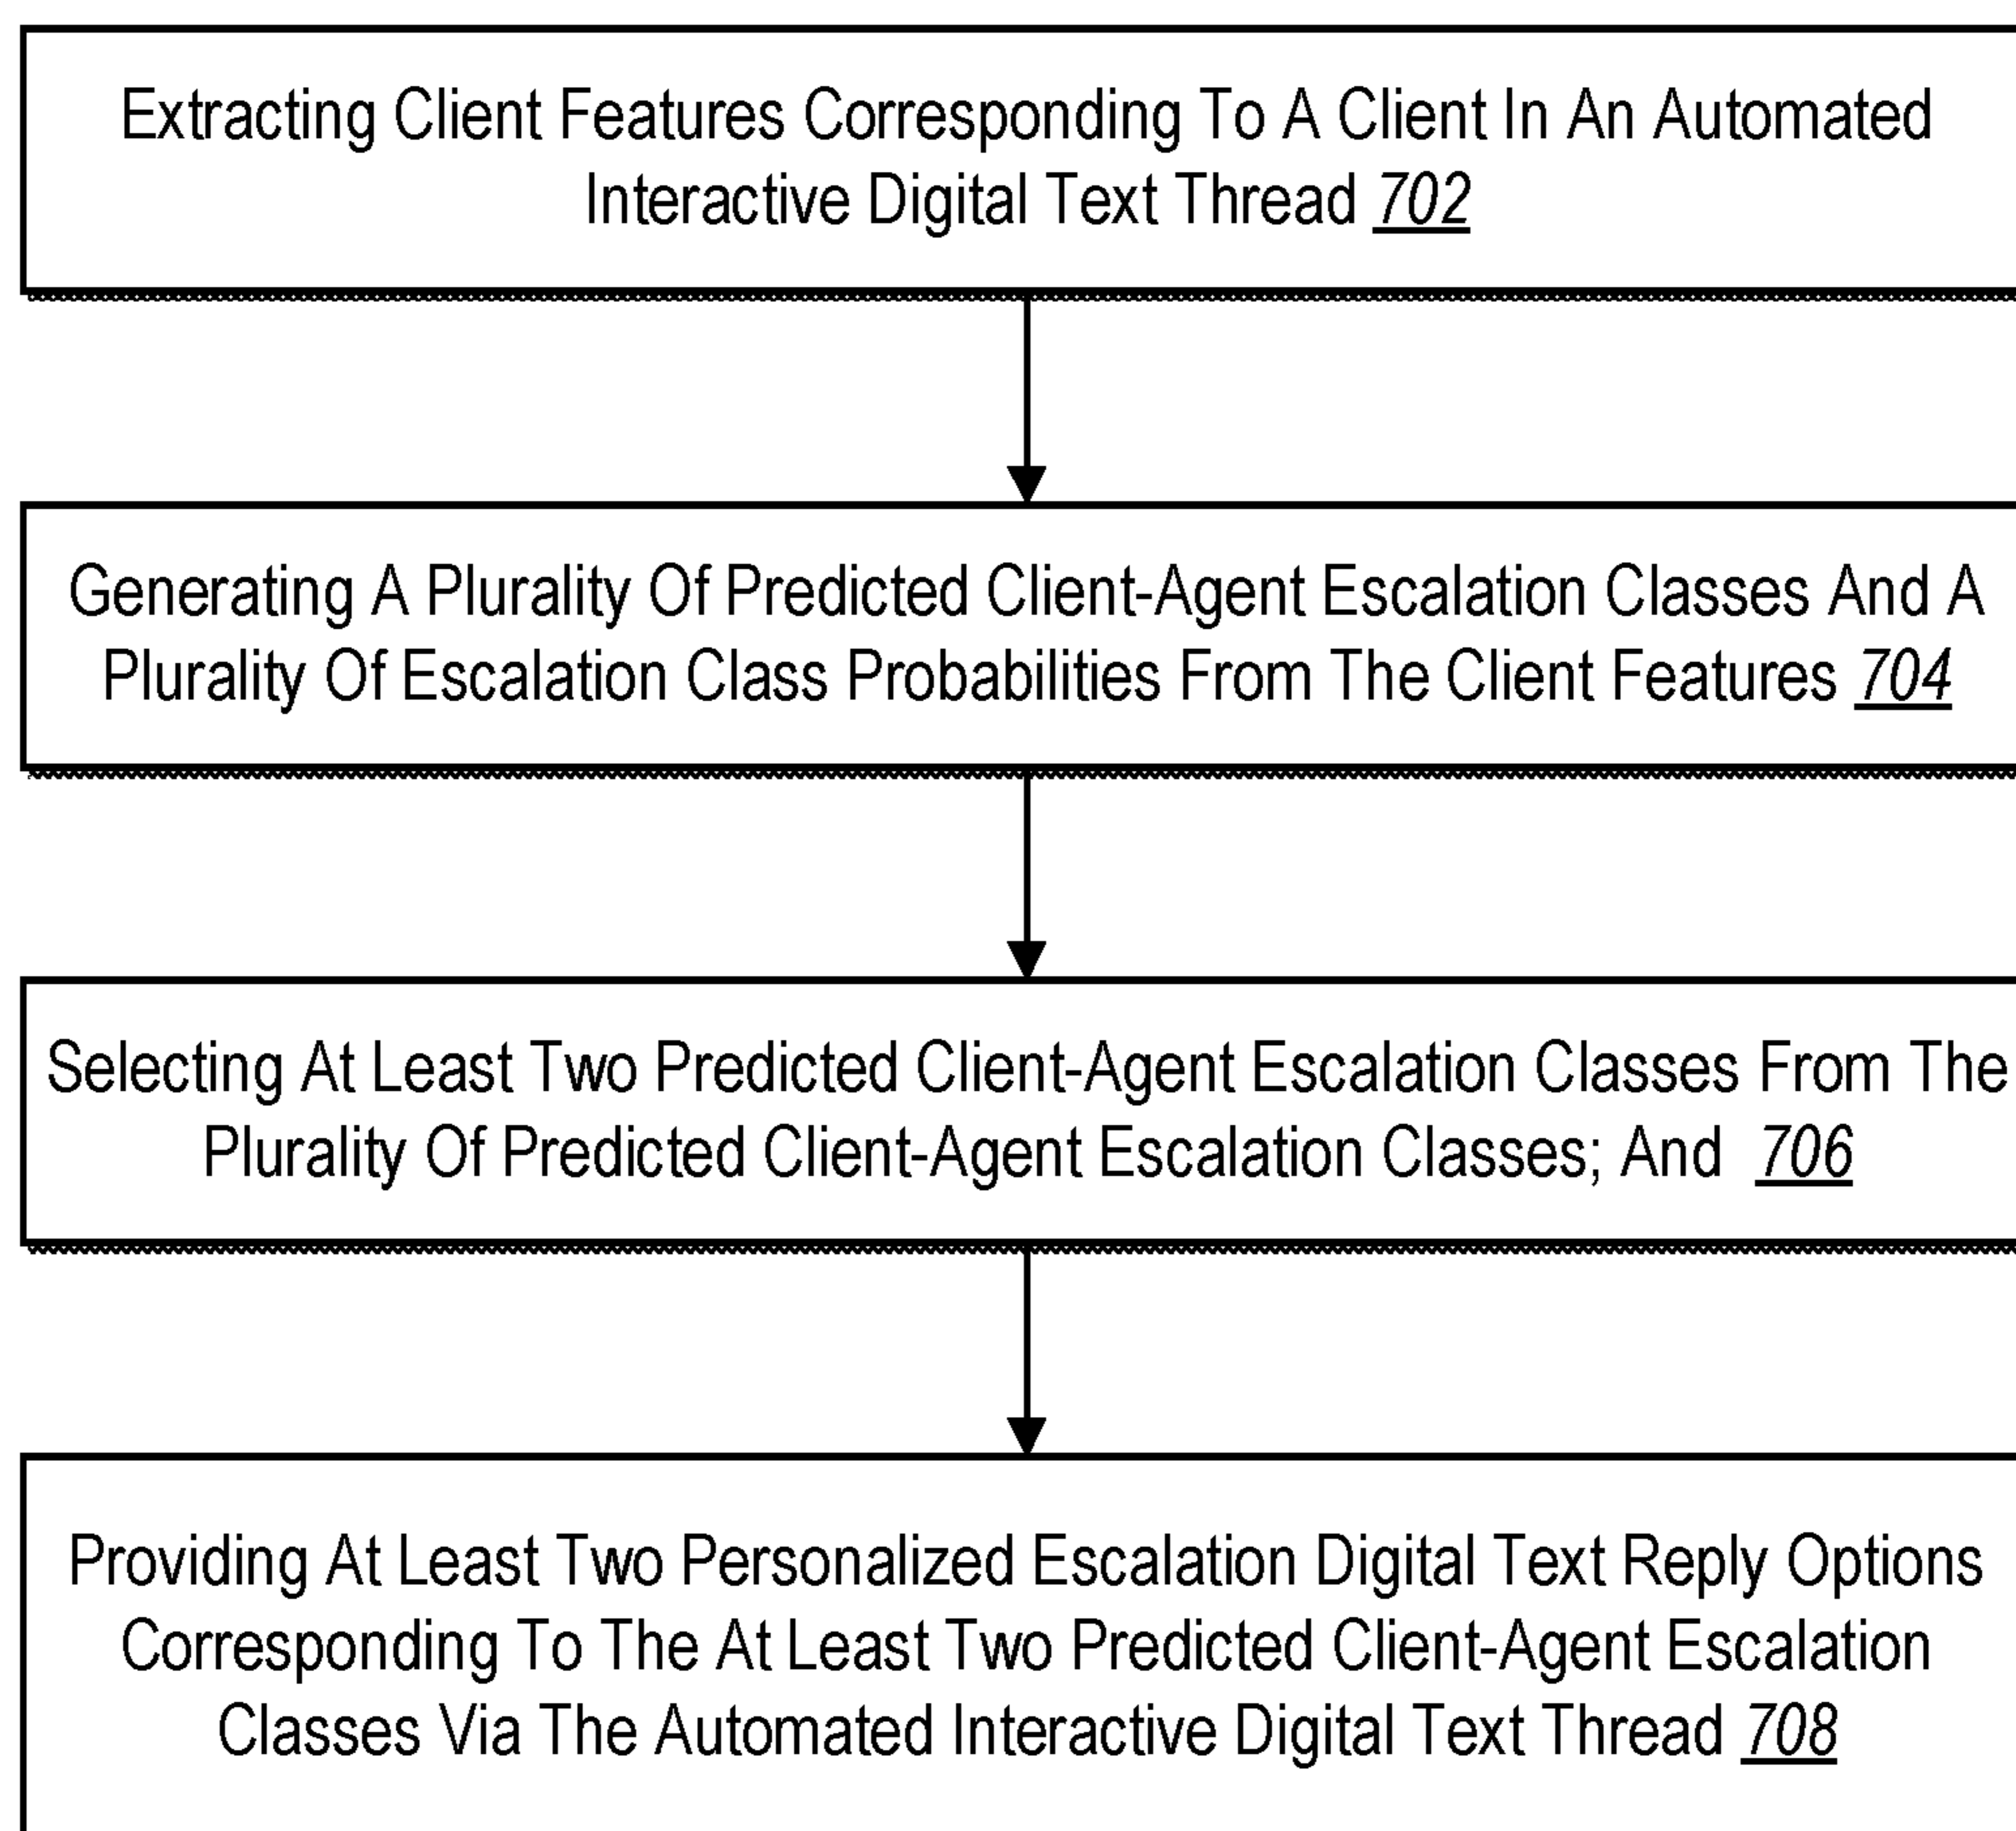 Extracting Client Features Corresponding To A Client In An Automated
Interactive Digital Text Thread 702
Generating A Plurality Of Predicted Client-Agent Escalation Classes And A
Plurality Of Escalation Class Probabilities From The Client Features 704
Selecting At Least Two Predicted Client-Agent Escalation Classes From The
Plurality Of Predicted Client-Agent Escalation Classes; And 706
Providing At Least Two Personalized Escalation Digital Text Reply Options
Corresponding To The At Least Two Predicted Client-Agent Escalation
Classes Via The Automated Interactive Digital Text Thread 708